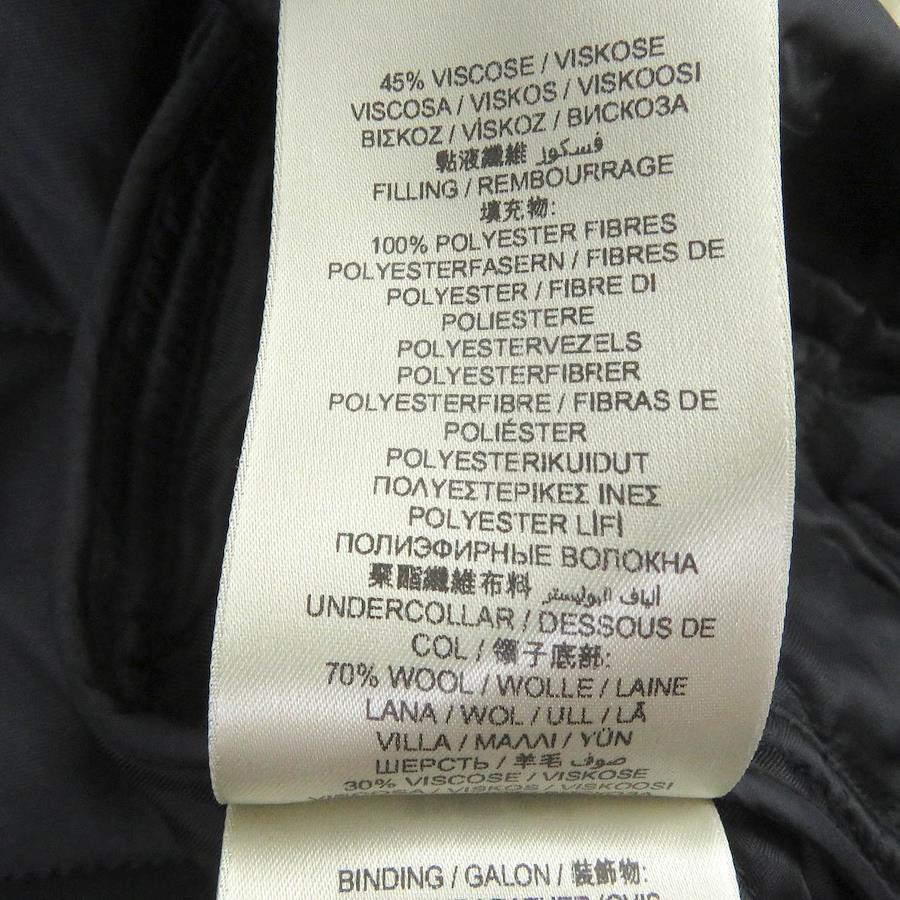 45% VISCOSE / VISKOSE
VISCOSA / VISKOS / VISKOOSI
ΒΙΣΚΟΖ / VİSKOZ / ВИСКОЗА
黏液纖維 فسكوز
FILLING / REMBOURRAGE
填充物:
100% POLYESTER FIBRES
POLYESTERFASERN / FIBRES DE
POLYESTER / FIBRE DI
POLIESTERE
POLYESTERVEZELS
POLYESTERFIBRER
POLYESTERFIBRE / FIBRAS DE
POLIÉSTER
POLYESTERIKUIDUT
ΠΟΛΥΕΣΤΕΡΙΚΕΣ ΙΝΕΣ
POLYESTER LİFİ
ПОЛИЭФИРНЫЕ ВОЛОКНА
聚酯纖維布料 ألياف البوليستر
UNDERCOLLAR / DESSOUS DE
COL / 領子底部:
70% WOOL / WOLLE / LAINE
LANA / WOL / ULL / LÃ
VILLA / ΜΑΛΛΙ / YÜN
ШЕРСТЬ / 羊毛 صوف
30% VISCOSE / VISKOSE
VISCOSA / VISKOS / VISKOOSI
BINDING / GALON / 裝飾物: